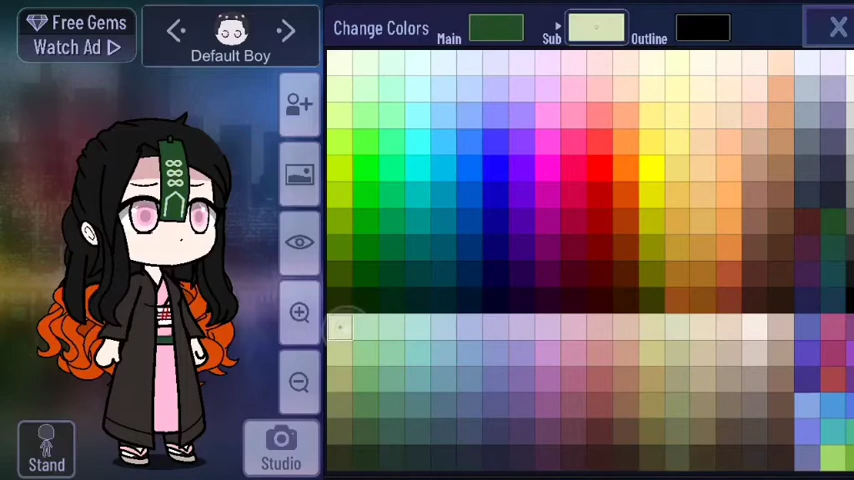 Free Gems
Watch Ad
Default Boy
Change Colors
Main
Sub
Outline
X
Stand
Studio